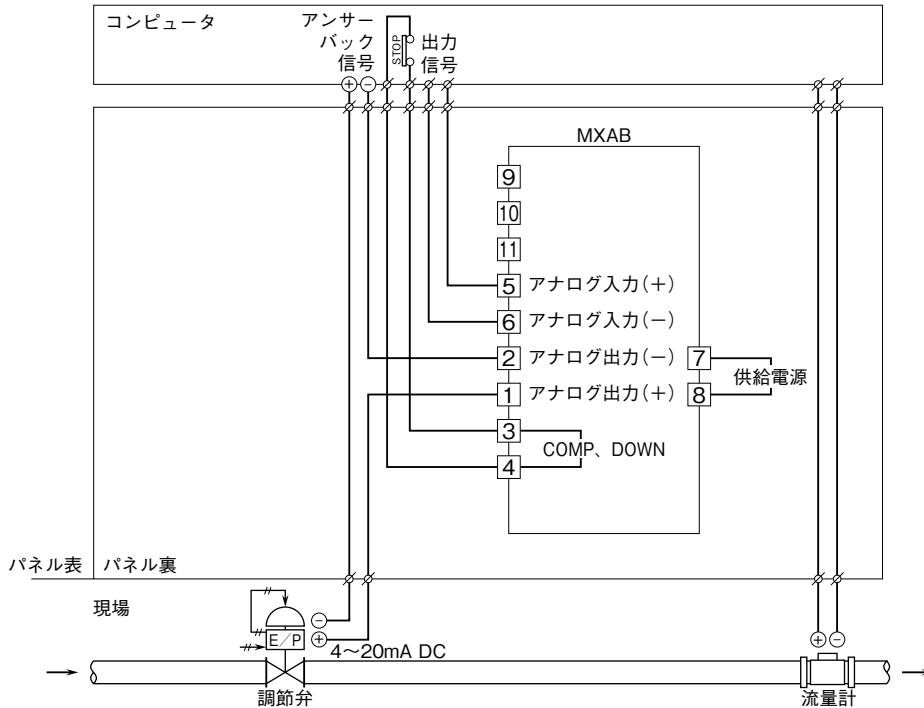 コンピュータ
アンサー
バック
信号
STOP
出力
信号
+ −
MXAB
9
10
11
5 アナログ入力(+)
6 アナログ入力(−)
2 アナログ出力(−)
1 アナログ出力(+)
7
8
供給電源
3
4
COMP、DOWN
パネル表
パネル裏
現場
−
+
E/P
4〜20mA DC
+ −
調節弁
流量計